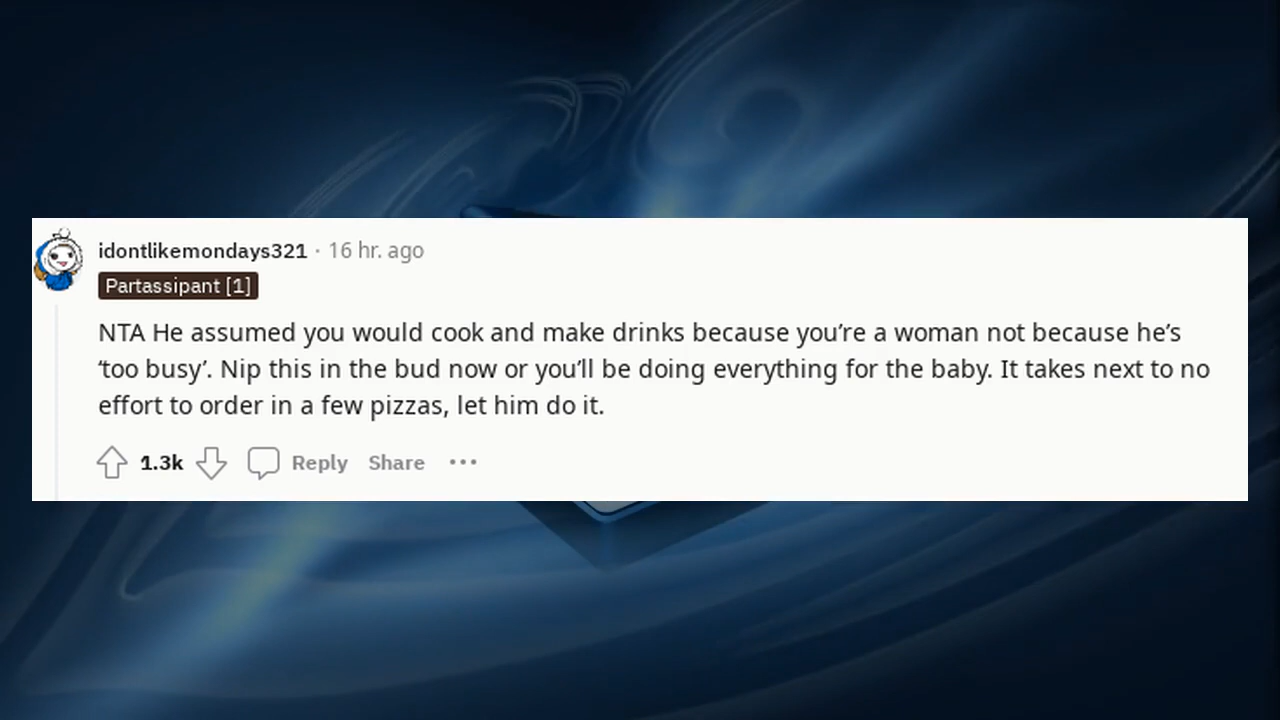 idontlikemondays321 · 16 hr. ago
Partassipant [1]
NTA He assumed you would cook and make drinks because you’re a woman not because he’s
‘too busy’. Nip this in the bud now or you’ll be doing everything for the baby. It takes next to no
effort to order in a few pizzas, let him do it.
1.3k Reply Share ···